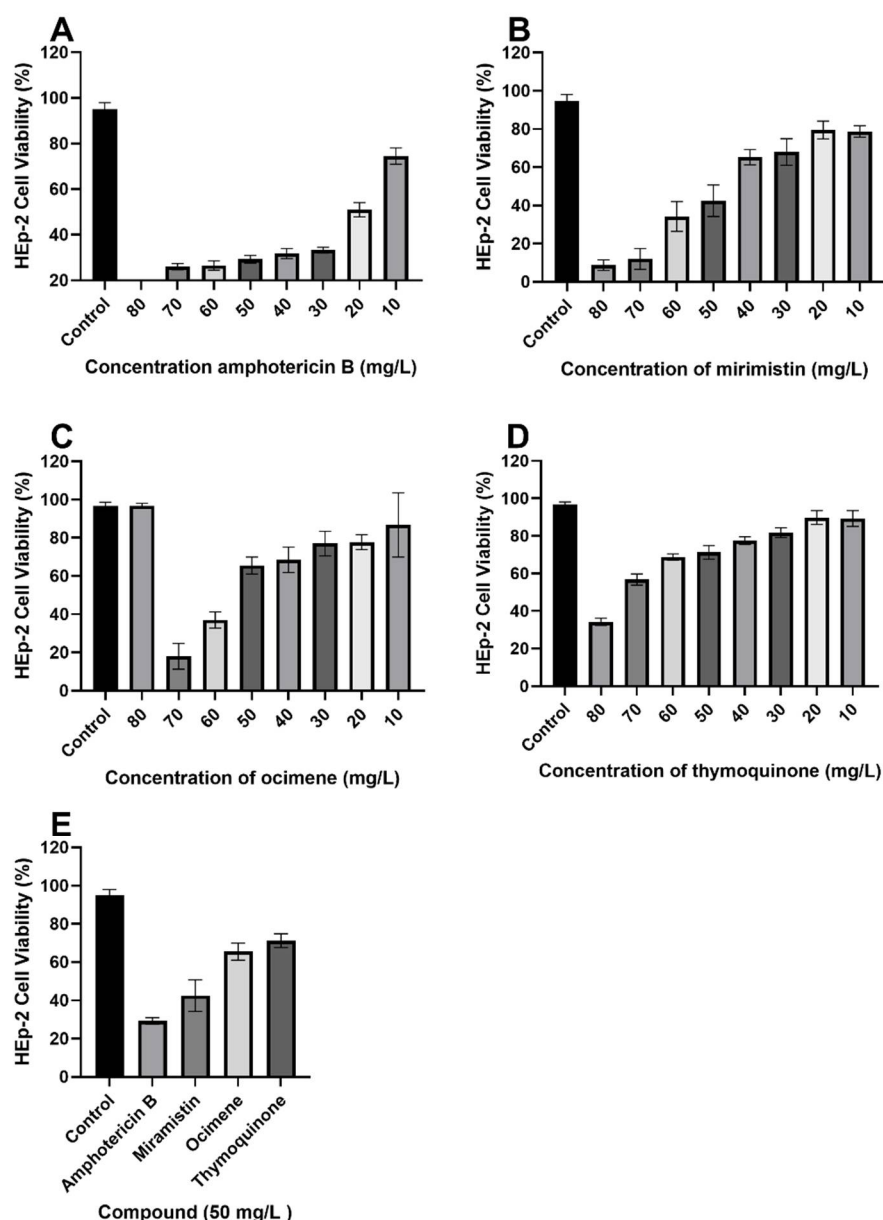 A
HEp-2 Cell Viability (%)
120
100
80
60
40
20
Control
80
70
60
50
40
30
20
10
Concentration amphotericin B (mg/L)
B
HEp-2 Cell Viability (%)
120
100
80
60
40
20
0
Control
80
70
60
50
40
30
20
10
Concentration of mirimistin (mg/L)
C
HEp-2 Cell Viability (%)
120
100
80
60
40
20
0
Control
80
70
60
50
40
30
20
10
Concentration of ocimene (mg/L)
D
HEp-2 Cell Viability (%)
120
100
80
60
40
20
0
Control
80
70
60
50
40
30
20
10
Concentration of thymoquinone (mg/L)
E
HEp-2 Cell Viability (%)
120
100
80
60
40
20
0
Control
Amphotericin B
Miramistin
Ocimene
Thymoquinone
Compound (50 mg/L )